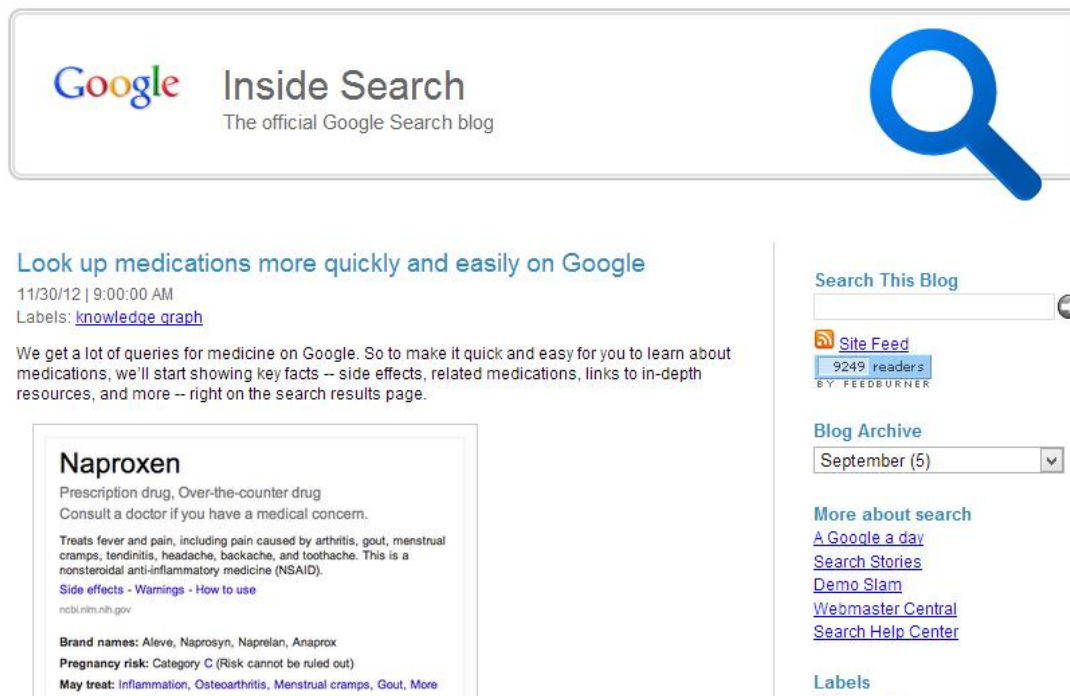 Google
Inside Search
The official Google Search blog
Look up medications more quickly and easily on Google
11/30/12 | 9:00:00 AM
Labels: knowledge graph
We get a lot of queries for medicine on Google. So to make it quick and easy for you to learn about
medications, we'll start showing key facts -- side effects, related medications, links to in-depth
resources, and more -- right on the search results page.
Naproxen
Prescription drug, Over-the-counter drug
Consult a doctor if you have a medical concern.
Treats fever and pain, including pain caused by arthritis, gout, menstrual
cramps, tendinitis, headache, backache, and toothache. This is a
nonsteroidal anti-inflammatory medicine (NSAID).
Side effects - Warnings - How to use
ncbi.nlm.nih.gov
Brand names: Aleve, Naprosyn, Naprelan, Anaprox
Pregnancy risk: Category C (Risk cannot be ruled out)
May treat: Inflammation, Osteoarthritis, Menstrual cramps, Gout, More
Search This Blog
Site Feed
9249 readers
BY FEEDBURNER
Blog Archive
September (5)
More about search
A Google a day
Search Stories
Demo Slam
Webmaster Central
Search Help Center
Labels